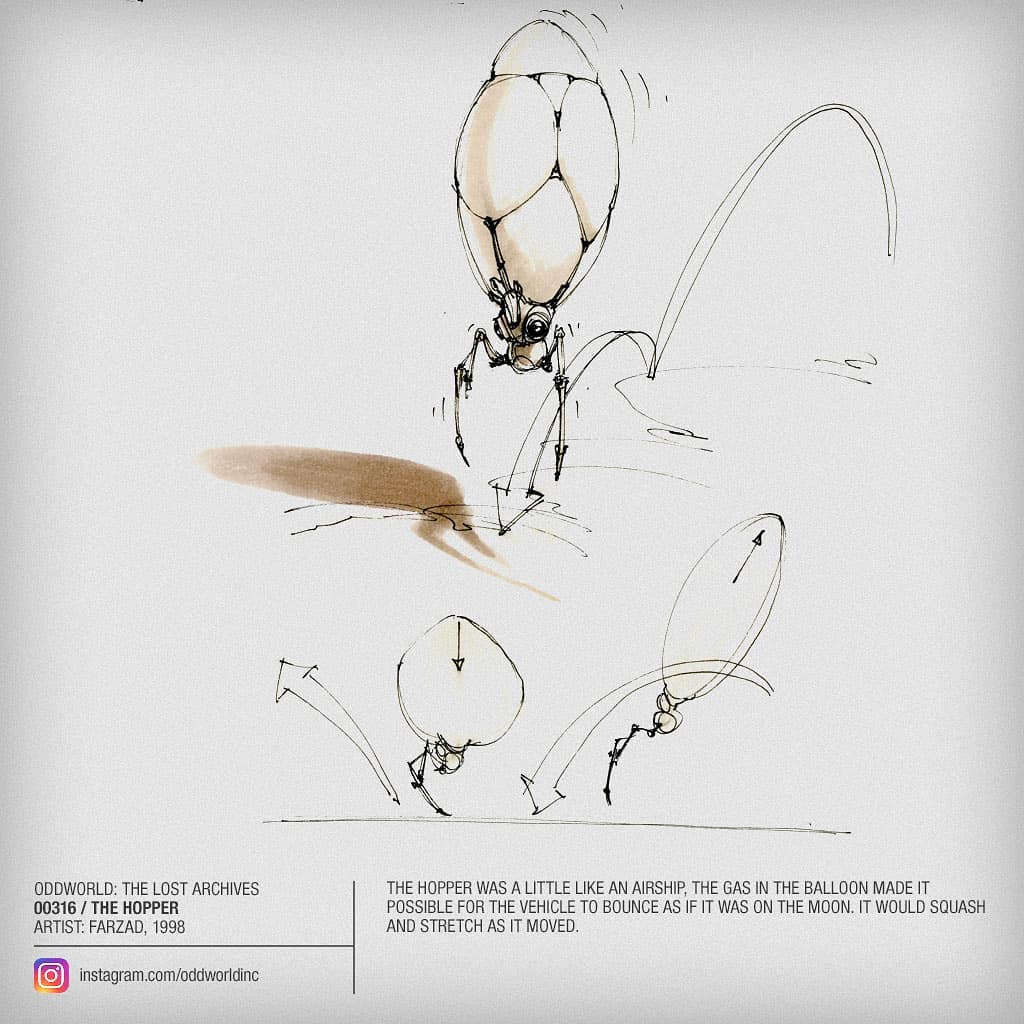 ODDWORLD: THE LOST ARCHIVES
00316 / THE HOPPER
ARTIST: FARZAD, 1998
instagram.com/oddworldinc
THE HOPPER WAS A LITTLE LIKE AN AIRSHIP, THE GAS IN THE BALLOON MADE IT
POSSIBLE FOR THE VEHICLE TO BOUNCE AS IF IT WAS ON THE MOON. IT WOULD SQUASH
AND STRETCH AS IT MOVED.